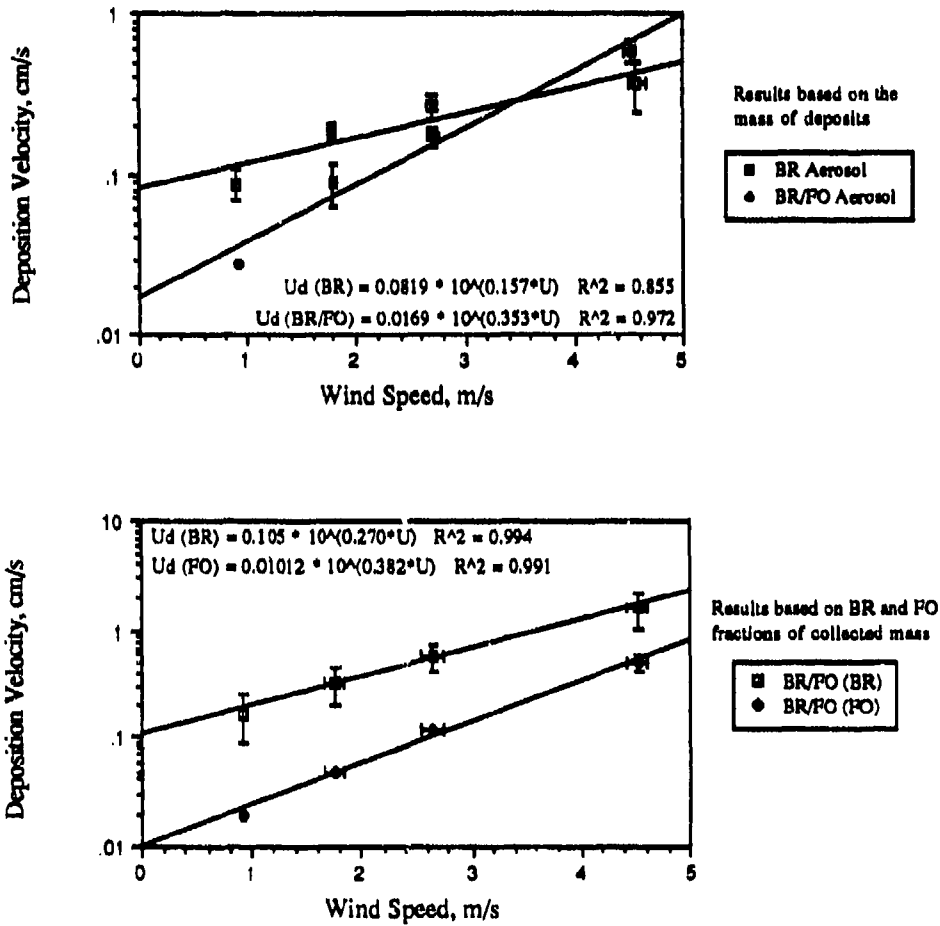 Deposition Velocity, cm/s
1
.1
.01
0 1 2 3 4 5
Wind Speed, m/s
Ud (BR) = 0.0819 * 10^(0.157*U) R^2 = 0.855
Ud (BR/FO) = 0.0169 * 10^(0.353*U) R^2 = 0.972
Results based on the
mass of deposits
BR Aerosol
BR/FO Aerosol
Deposition Velocity, cm/s
10
1
.1
.01
0 1 2 3 4 5
Wind Speed, m/s
Ud (BR) = 0.105 * 10^(0.270*U) R^2 = 0.994
Ud (FO) = 0.01012 * 10^(0.382*U) R^2 = 0.991
Results based on BR and FO
fractions of collected mass
BR/FO (BR)
BR/FO (FO)